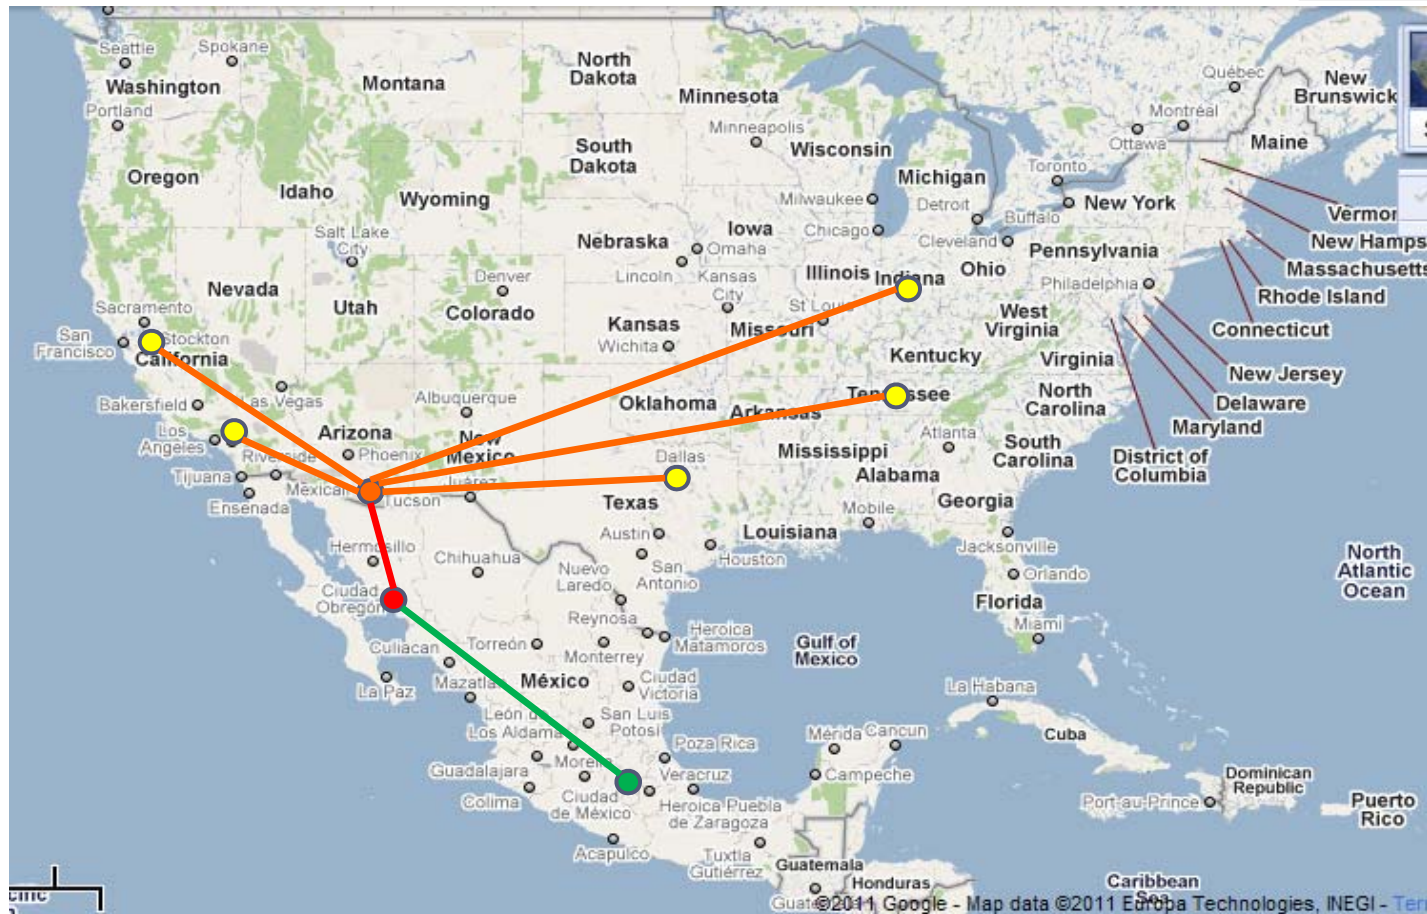 Seattle
Spokane
Washington
Portland
Montana
North
Dakota
Minnesota
Minneapolis
Québec
New
Brunswick
Montréal
Ottawa
Maine
Oregon
Idaho
Wyoming
South
Dakota
Wisconsin
Michigan
Toronto
Milwaukee
Detroit
Buffalo
New York
Vermor
Salt Lake
City
Nebraska
Iowa
Omaha
Chicago
Cleveland
Pennsylvania
New Hamps
Massachusetts
Rhode Island
Connecticut
Nevada
Utah
Denver
Colorado
Lincoln
Kansas
City
Illinois
Indiana
Ohio
Philadelphia
Sacramento
San
Francisco
Stockton
California
Kansas
Wichita
St Louis
Missouri
West
Virginia
Kentucky
Virginia
New Jersey
Delaware
Maryland
District of
Columbia
Bakersfield
Las Vegas
Albuquerque
Oklahoma
Arkansas
Tennessee
North
Carolina
Los
Angeles
Riverside
Arizona
Phoenix
New
Mexico
Dallas
Mississippi
Atlanta
South
Carolina
Alabama
Tijuana
Mexical
Ensenada
Tucson
Juárez
Texas
Georgia
Mobile
Louisiana
Austin
Houston
San
Antonio
Jacksonville
Orlando
Florida
Miami
North
Atlantic
Ocean
Hermosillo
Chihuahua
Nuevo
Laredo
Ciudad
Obregón
Reynosa
Heroica
Matamoros
Culiacan
Torreón
Monterrey
Gulf of
Mexico
La Paz
Mazatlan
México
Ciudad
Victoria
La Habana
Cuba
León de
Los Aldama
San Luis
Potosí
Poza Rica
Mérida
Cancun
Guadalajara
Morelia
Veracruz
Campeche
Colima
Ciudad
de México
Heroica Puebla
de Zaragoza
Acapulco
Tuxtla
Gutiérrez
Guatemala
Honduras
Dominican
Republic
Port-au-Prince
Puerto
Rico
Caribbean
Sea
cific
©2011 Google - Map data ©2011 Europa Technologies, INEGI - Ter